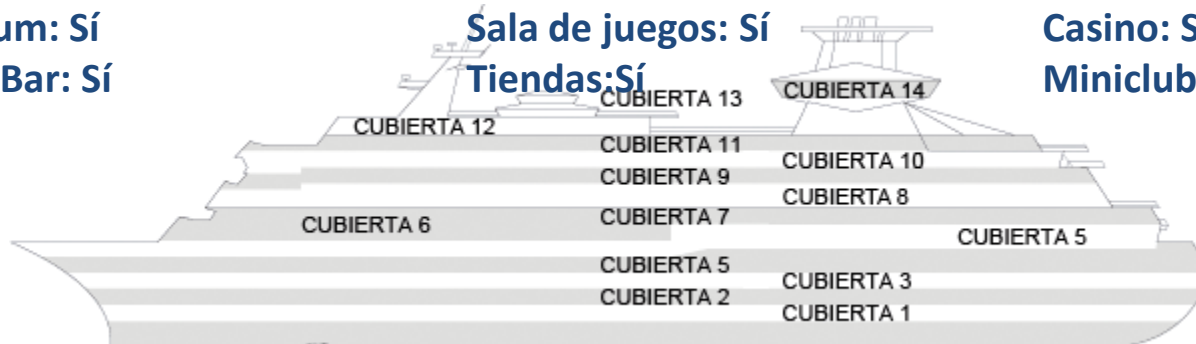 um: Sí
Sala de juegos: Sí
Casino: S
Bar: Sí
Tiendas:Sí
Miniclub
CUBIERTA 14
CUBIERTA 13
CUBIERTA 12
CUBIERTA 11
CUBIERTA 10
CUBIERTA 9
CUBIERTA 8
CUBIERTA 7
CUBIERTA 6
CUBIERTA 5
CUBIERTA 5
CUBIERTA 3
CUBIERTA 2
CUBIERTA 1